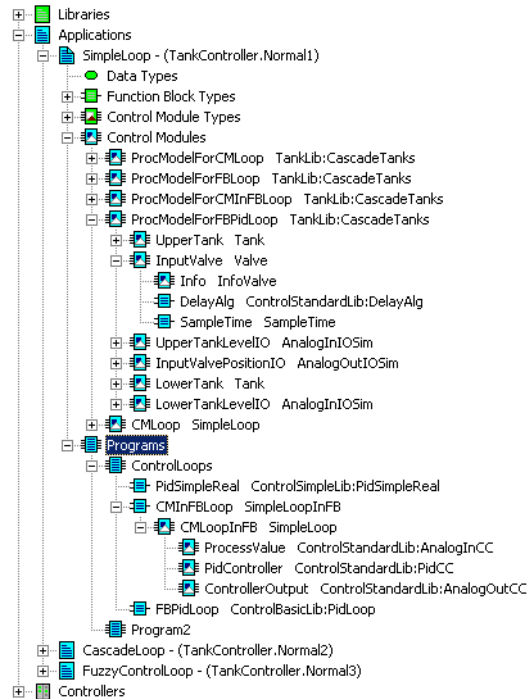 Libraries
Applications
SimpleLoop - (TankController.Normal1)
Data Types
Function Block Types
Control Module Types
Control Modules
ProcModelForCMLoop TankLib:CascadeTanks
ProcModelForFBLoop TankLib:CascadeTanks
ProcModelForCMInFBLoop TankLib:CascadeTanks
ProcModelForFBPidLoop TankLib:CascadeTanks
UpperTank Tank
InputValve Valve
Info InfoValve
DelayAlg ControlStandardLib:DelayAlg
SampleTime SampleTime
UpperTankLevelIO AnalogInIOSim
InputValvePositionIO AnalogOutIOSim
LowerTank Tank
LowerTankLevelIO AnalogInIOSim
CMLoop SimpleLoop
Programs
ControlLoops
PidSimpleReal ControlSimpleLib:PidSimpleReal
CMInFBLoop SimpleLoopInFB
CMLoopInFB SimpleLoop
ProcessValue ControlStandardLib:AnalogInCC
PidController ControlStandardLib:PidCC
ControllerOutput ControlStandardLib:AnalogOutCC
FBPidLoop ControlBasicLib:PidLoop
Program2
CascadeLoop - (TankController.Normal2)
FuzzyControlLoop - (TankController.Normal3)
Controllers